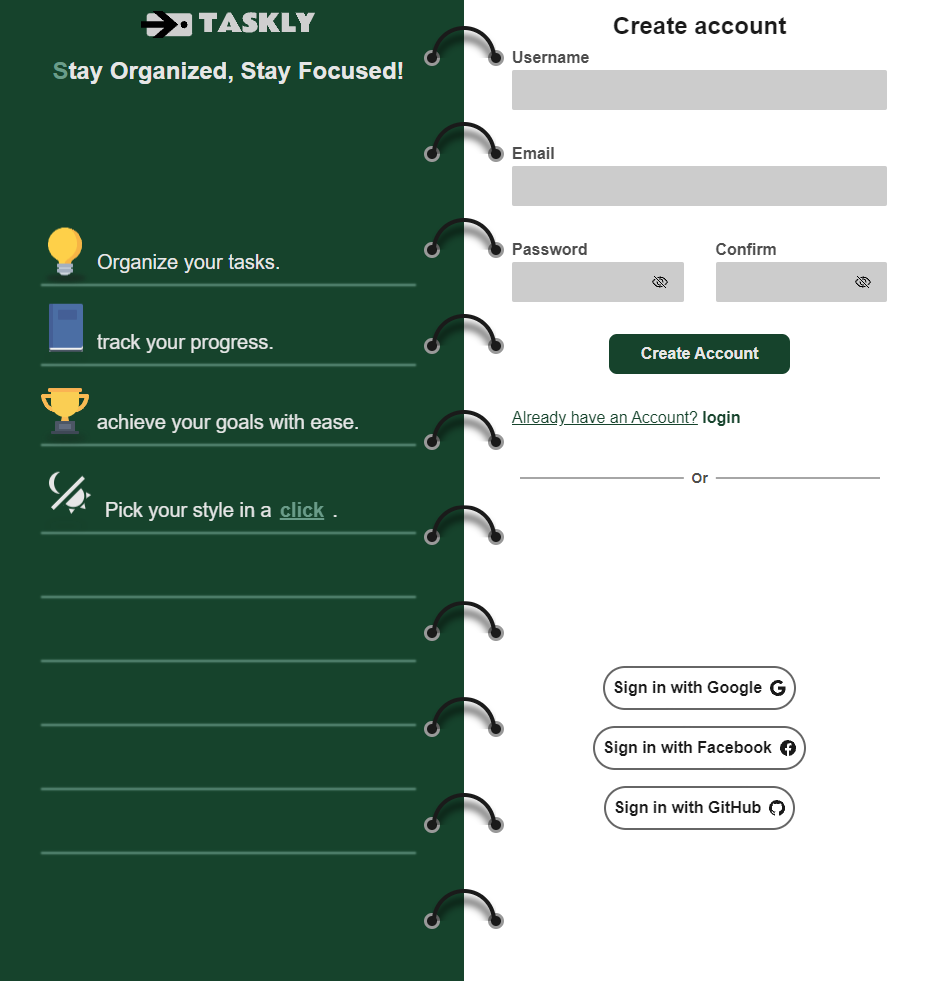 TASKLY
Stay Organized, Stay Focused!
Organize your tasks.
track your progress.
achieve your goals with ease.
Pick your style in a click .
Create account
Username
Email
Password Confirm
Create Account
Already have an Account? login
Or
Sign in with Google
Sign in with Facebook
Sign in with GitHub